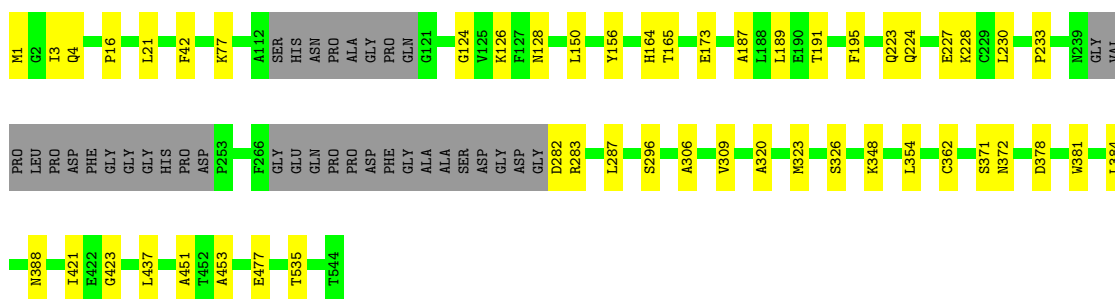 M1 G2 I3 Q4 P16 L21 F42 K77 A112 SER HIS ASN PRO ALA GLY PRO GLN G121 G124 V125 K126 F127 N128 L150 Y156 H164 T165 E173 A187 L188 L189 E190 T191 F195 Q223 Q224 E227 K228 C229 L230 P233 N239 GLY VAL
PRO LEU PRO ASP PHE GLY GLY GLY HIS PRO ASP P253 F266 GLY GLU GLN PRO PRO ASP PHE GLY ALA ALA SER ASP GLY ASP GLY D282 R283 L287 S296 A306 V309 A320 M323 S326 K348 L354 C362 S371 N372 D378 W381 L384
N388 I421 E422 G423 L437 A451 T452 A453 E477 T535 T544